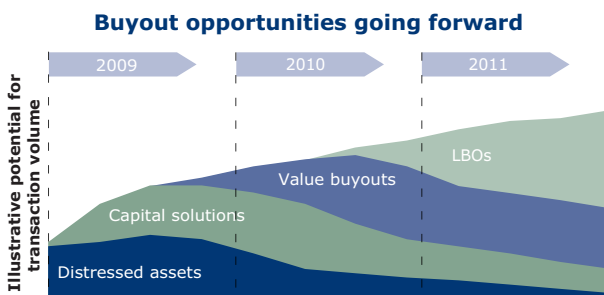 Buyout opportunities going forward
2009
2010
2011
Illustrative potential for
transaction volume
LBOs
Value buyouts
Capital solutions
Distressed assets